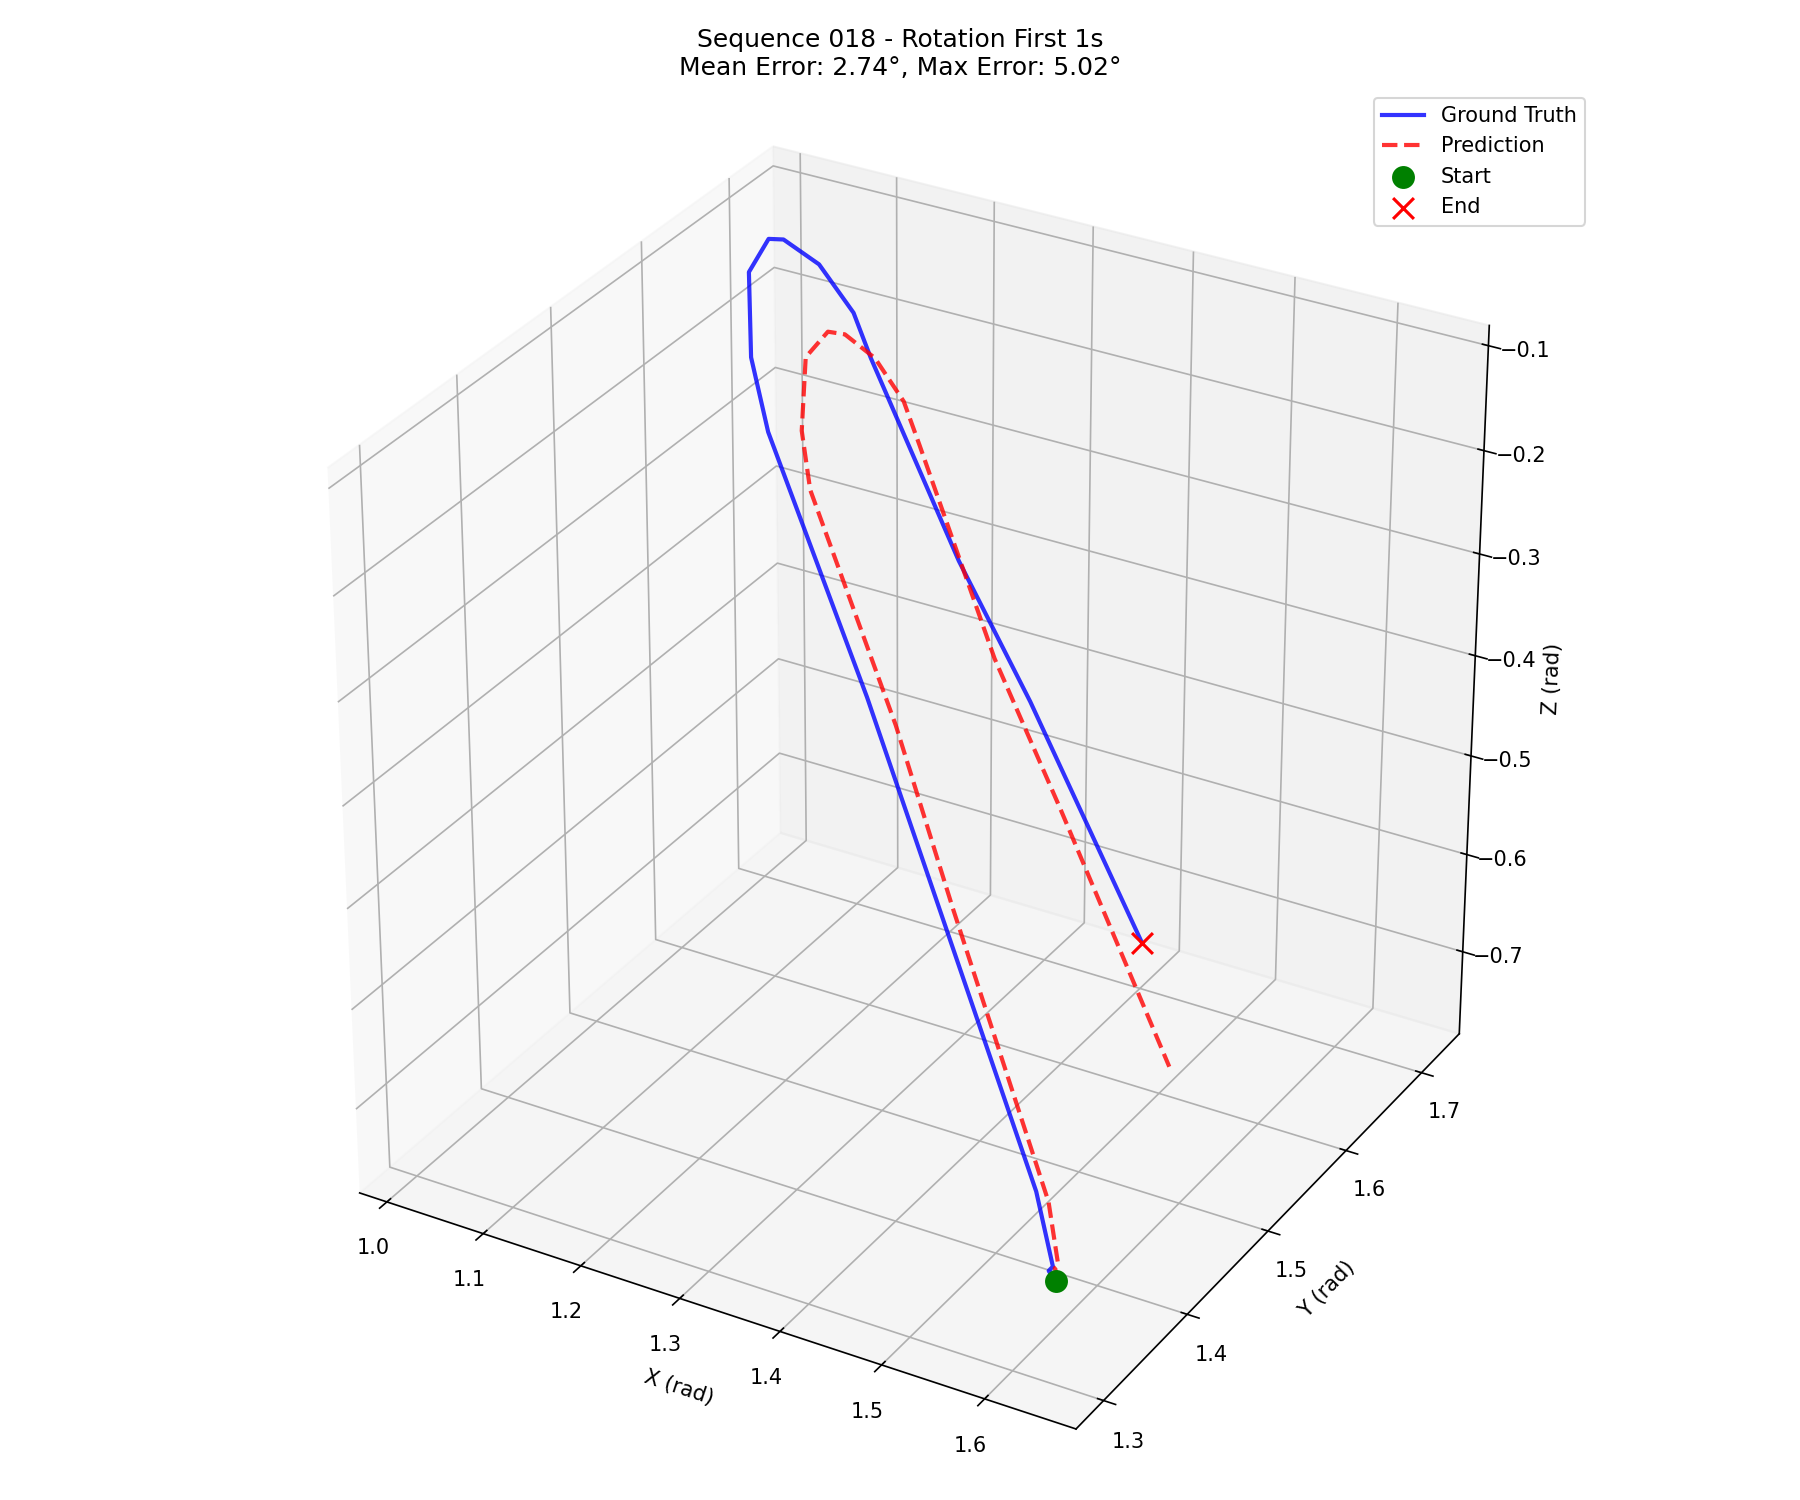 Sequence 018 - Rotation First 1s
Mean Error: 2.74°, Max Error: 5.02°
Ground Truth
Prediction
Start
End
−0.1
−0.2
−0.3
−0.4
−0.5
−0.6
−0.7
Z (rad)
1.7
1.6
1.5
1.4
1.3
Y (rad)
1.0
1.1
1.2
1.3
1.4
1.5
1.6
X (rad)